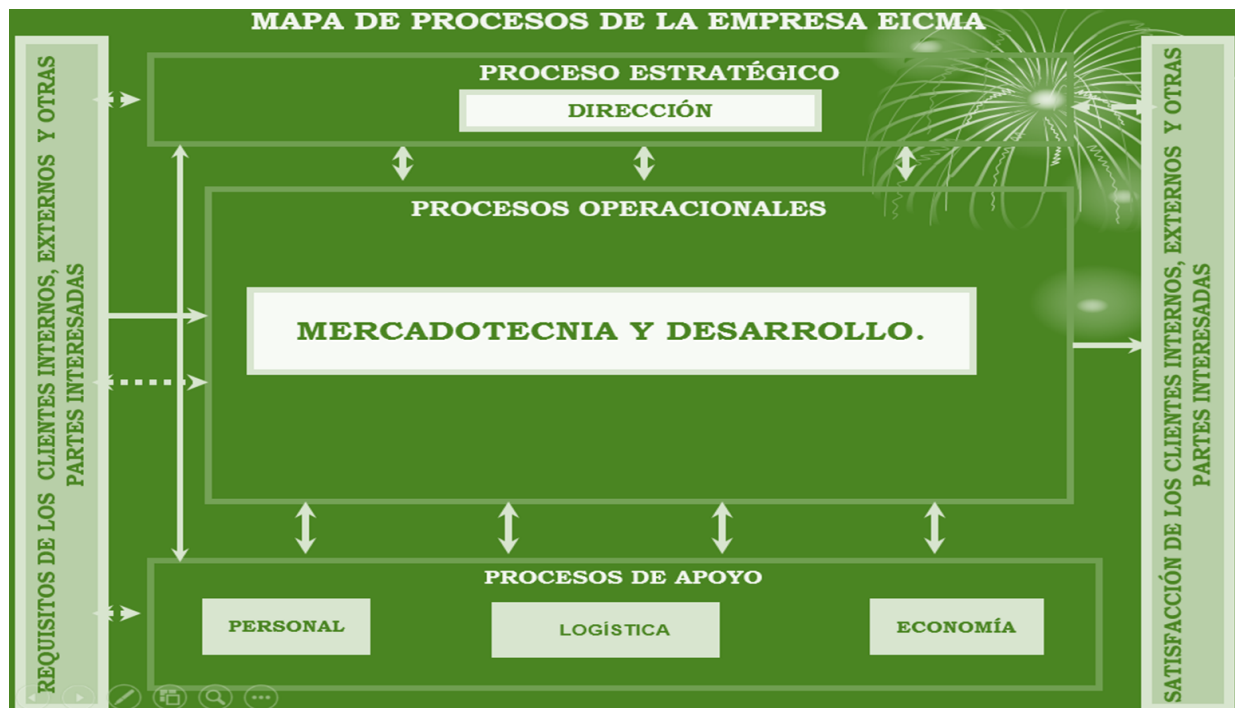 MAPA DE PROCESOS DE LA EMPRESA EICMA
REQUISITOS DE LOS CLIENTES INTERNOS, EXTERNOS Y OTRAS
PARTES INTERESADAS
PROCESO ESTRATÉGICO
DIRECCIÓN
PROCESOS OPERACIONALES
MERCADOTECNIA Y DESARROLLO.
PROCESOS DE APOYO
PERSONAL
LOGÍSTICA
ECONOMÍA
SATISFACCIÓN DE LOS CLIENTES INTERNOS, EXTERNOS Y OTRAS
PARTES INTERESADAS